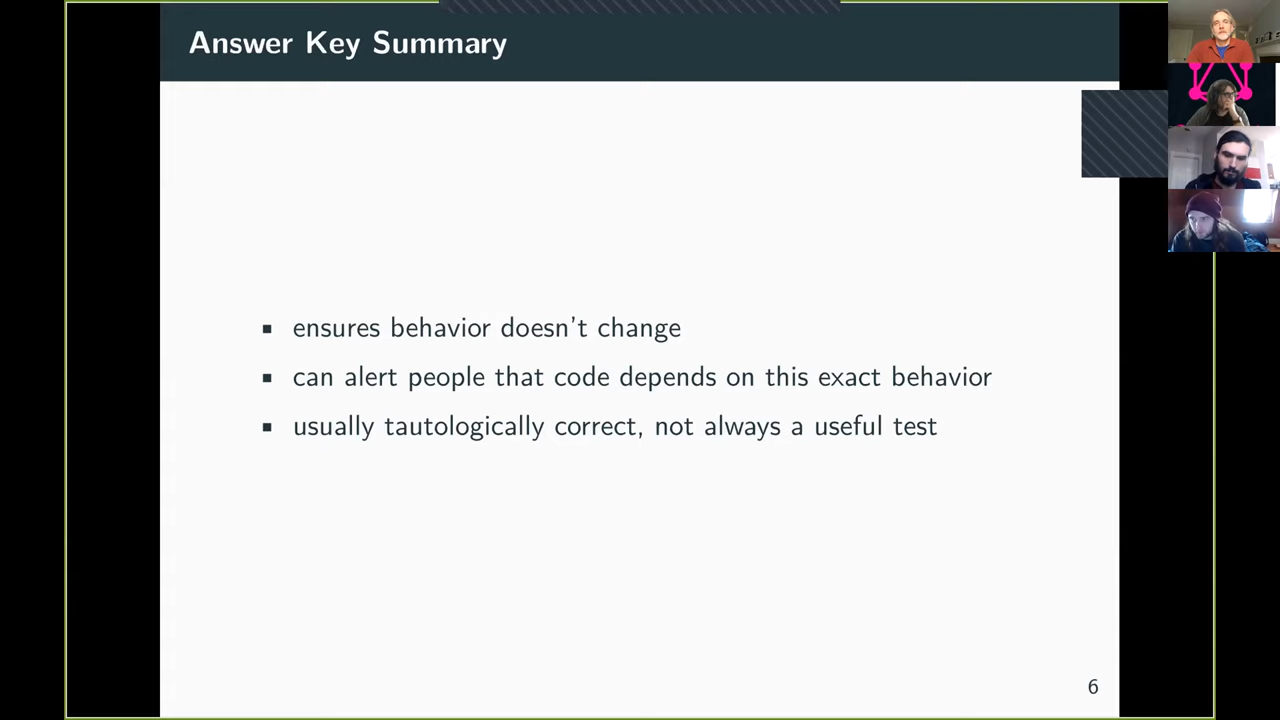 Answer Key Summary
▪ ensures behavior doesn't change
▪ can alert people that code depends on this exact behavior
▪ usually tautologically correct, not always a useful test
6